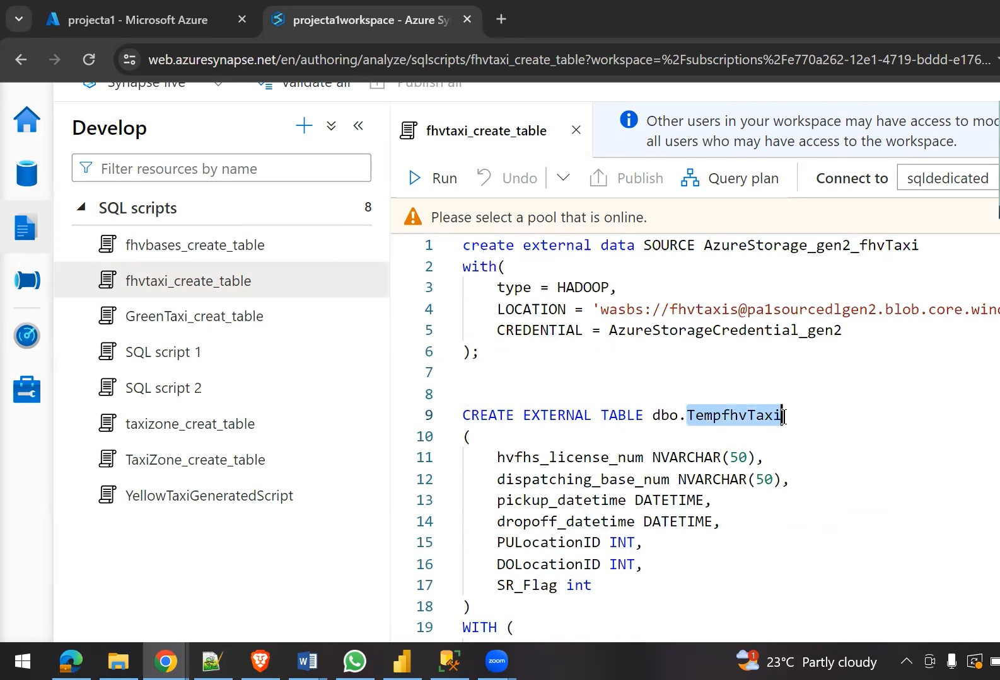 projecta1 - Microsoft Azure
projecta1workspace - Azure Sy
web.azuresynapse.net/en/authoring/analyze/sqlscripts/fhvtaxi_create_table?workspace=%2Fsubscriptions%2Fe770a262-12e1-4719-bddd-e176...
Synapse live
Validate all
Publish all
Develop
Filter resources by name
SQL scripts 8
fhvbases_create_table
fhvtaxi_create_table
GreenTaxi_creat_table
SQL script 1
SQL script 2
taxizone_creat_table
TaxiZone_create_table
YellowTaxiGeneratedScript
fhvtaxi_create_table
Other users in your workspace may have access to mod
all users who may have access to the workspace.
Run Undo Publish Query plan Connect to sqldedicated
Please select a pool that is online.
1 create external data SOURCE AzureStorage_gen2_fhvTaxi
2 with(
3 type = HADOOP,
4 LOCATION = 'wasbs://fhvtaxis@pa1sourcedlgen2.blob.core.wind
5 CREDENTIAL = AzureStorageCredential_gen2
6 );
7
8
9 CREATE EXTERNAL TABLE dbo.TempfhvTaxi
10 (
11 hvfhs_license_num NVARCHAR(50),
12 dispatching_base_num NVARCHAR(50),
13 pickup_datetime DATETIME,
14 dropoff_datetime DATETIME,
15 PULocationID INT,
16 DOLocationID INT,
17 SR_Flag int
18 )
19 WITH (
zoom
1
23°C Partly cloudy